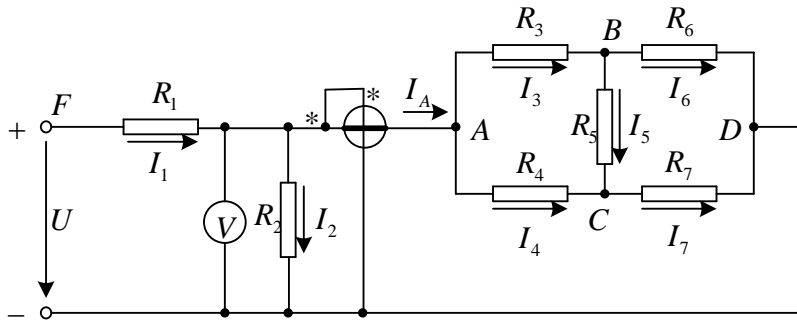 R3 B R6
F R1 * * IA I3 I6
+ A R5 I5 D
I1 R4 R7
U V R2 I2 C
I4 I7
−